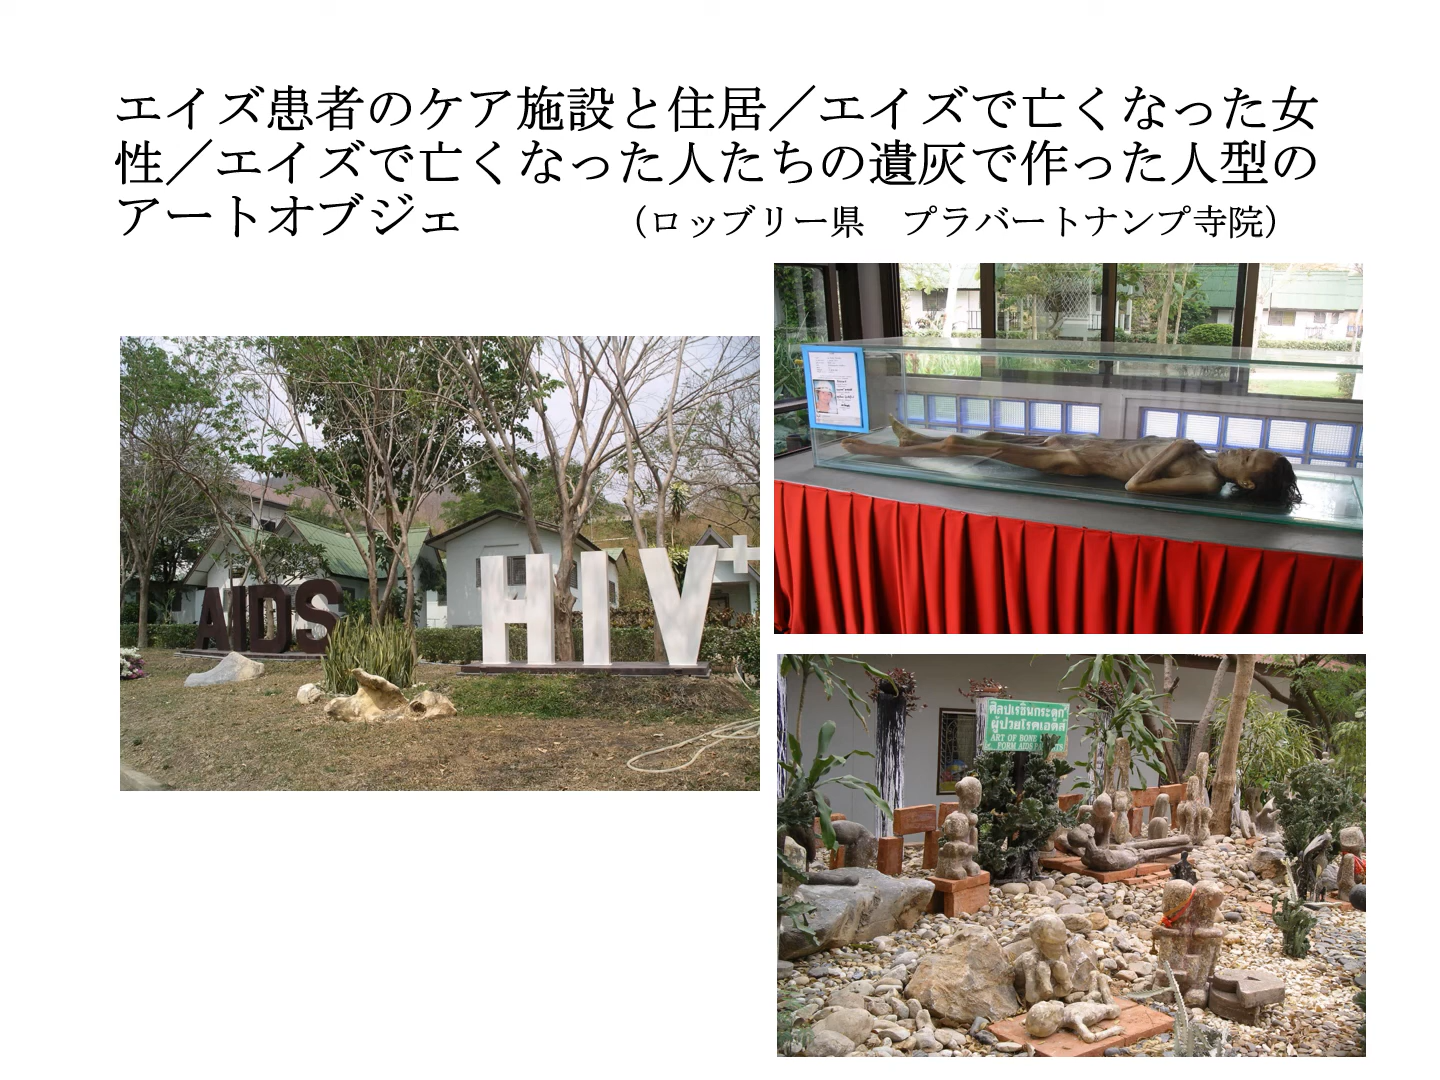 エイズ患者のケア施設と住居／エイズで亡くなった女
性／エイズで亡くなった人たちの遺灰で作った人型の
アートオブジェ　　　（ロッブリー県　プラバートナンプ寺院）
AIDS
HIV+
ศิลปเรซิ่นกระดูก
ผู้ป่วยโรคเอดส์
ART OF BONE
FORM AIDS